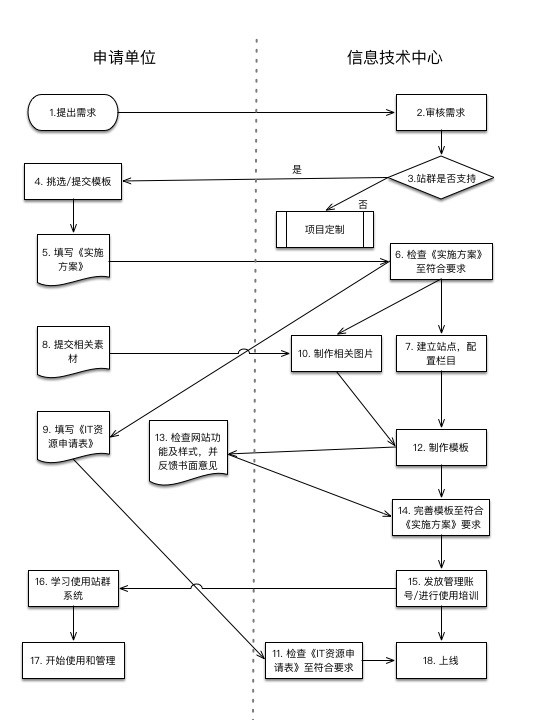 申请单位
信息技术中心
1.提出需求
2.审核需求
3.站群是否支持
是
4. 挑选/提交模板
否
项目定制
5. 填写《实施
方案》
6. 检查《实施方案》
至符合要求
8. 提交相关素
材
10. 制作相关图片
7. 建立站点，配
置栏目
9. 填写《IT资
源申请表》
13. 检查网站功
能及样式，并
反馈书面意见
12. 制作模板
14. 完善模板至符合
《实施方案》要求
16. 学习使用站群
系统
15. 发放管理账
号/进行使用培训
17. 开始使用和管理
11. 检查《IT资源申
请表》至符合要求
18. 上线